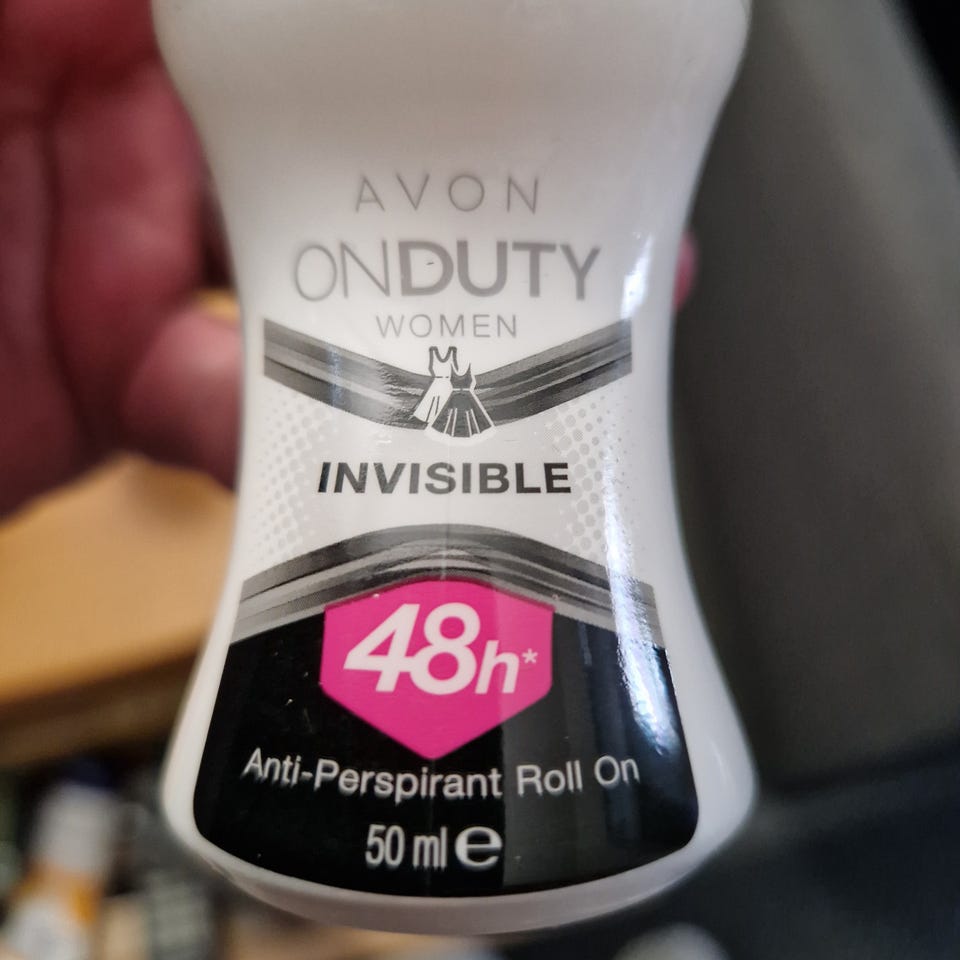 AVON
ONDUTY
WOMEN
INVISIBLE
48h*
Anti-Perspirant Roll On
50 ml e